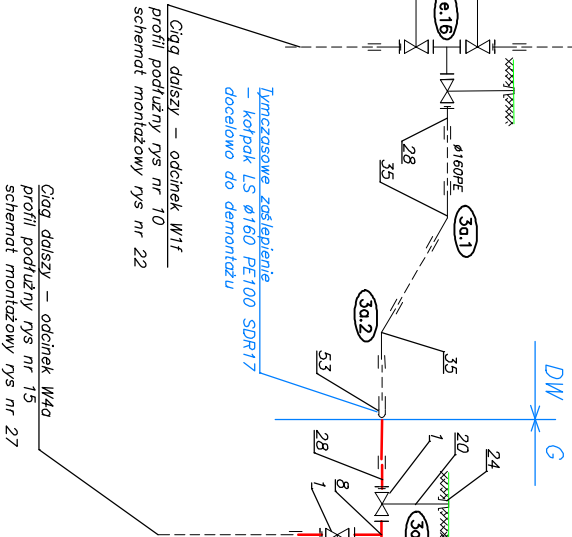 Ciąg dalszy – odcinek W1f
profil podłużny rys nr 10
schemat montażowy rys nr 22
Tymczasowe zaślepienie
– kołpak LS ø160 PE100 SDR17
docelowo do demontażu
Ciąg dalszy – odcinek W4a
profil podłużny rys nr 15
schemat montażowy rys nr 27
e.16
ø160PE
28
35
3a.1
3a.2
35
53
DW
G
28
1
20
24
8
1
3a